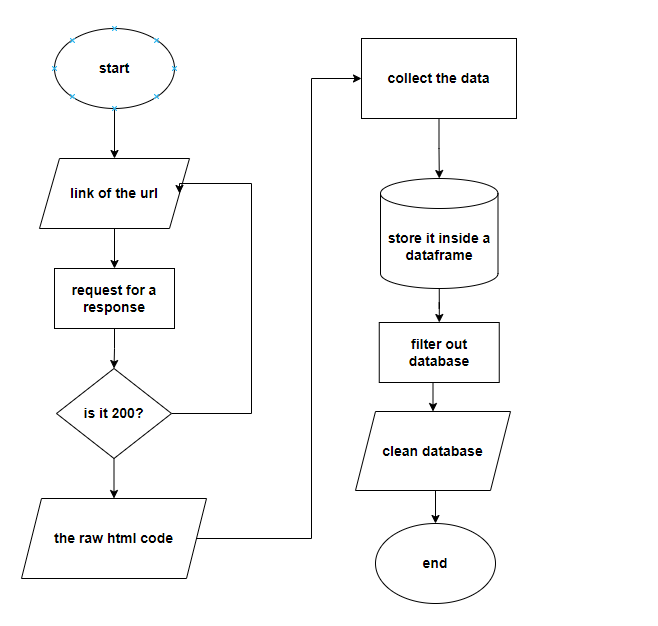 start
link of the url
request for a
response
is it 200?
the raw html code
collect the data
store it inside a
dataframe
filter out
database
clean database
end